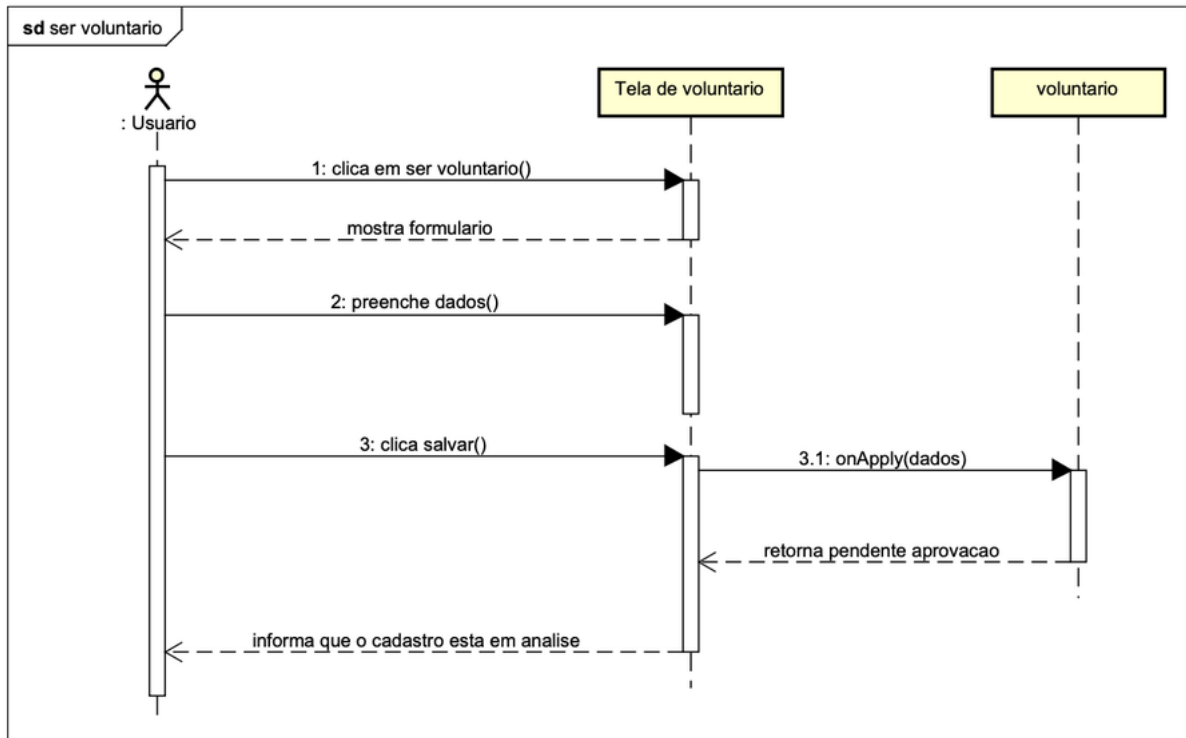 sd ser voluntario
: Usuario
Tela de voluntario
voluntario
1: clica em ser voluntario()
mostra formulario
2: preenche dados()
3: clica salvar()
3.1: onApply(dados)
retorna pendente aprovacao
informa que o cadastro esta em analise